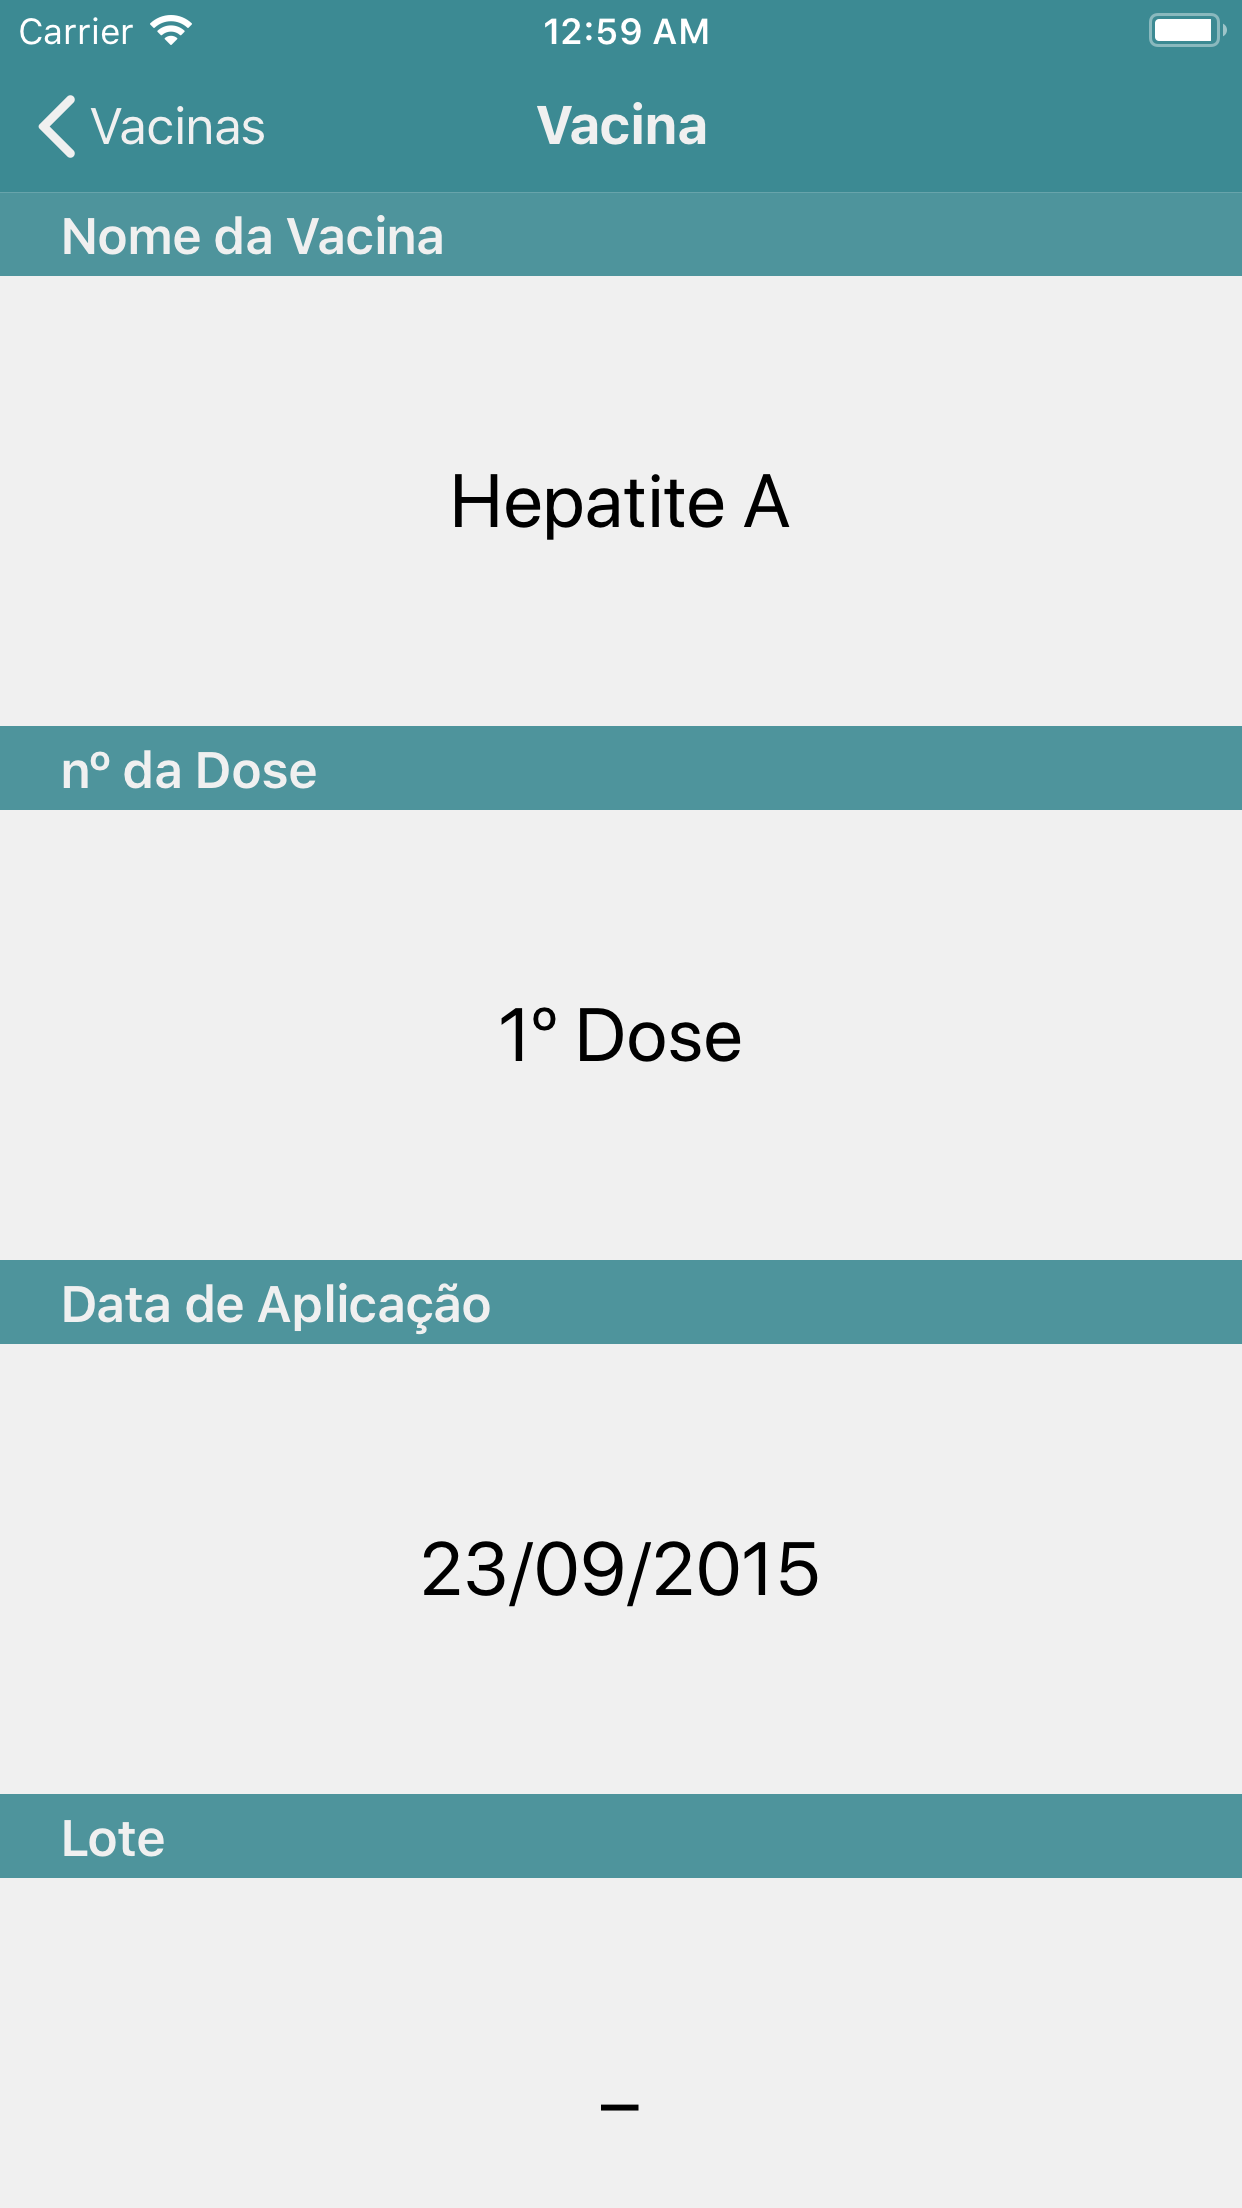 Carrier 12:59 AM
Vacinas Vacina
Nome da Vacina
Hepatite A
nº da Dose
1º Dose
Data de Aplicação
23/09/2015
Lote
–